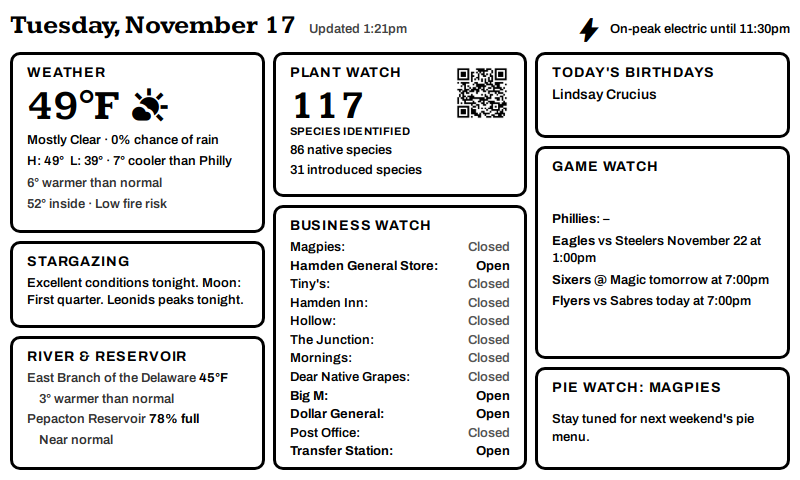 Tuesday, November 17 Updated 1:21pm
On-peak electric until 11:30pm
WEATHER
49°F
Mostly Clear · 0% chance of rain
H: 49° L: 39° · 7° cooler than Philly
6° warmer than normal
52° inside · Low fire risk
STARGAZING
Excellent conditions tonight. Moon:
First quarter. Leonids peaks tonight.
RIVER & RESERVOIR
East Branch of the Delaware 45°F
3° warmer than normal
Pepacton Reservoir 78% full
Near normal
PLANT WATCH
117
SPECIES IDENTIFIED
86 native species
31 introduced species
BUSINESS WATCH
Magpies: Closed
Hamden General Store: Open
Tiny's: Closed
Hamden Inn: Closed
Hollow: Closed
The Junction: Closed
Mornings: Closed
Dear Native Grapes: Closed
Big M: Open
Dollar General: Open
Post Office: Closed
Transfer Station: Open
TODAY'S BIRTHDAYS
Lindsay Crucius
GAME WATCH
Phillies: –
Eagles vs Steelers November 22 at
1:00pm
Sixers @ Magic tomorrow at 7:00pm
Flyers vs Sabres today at 7:00pm
PIE WATCH: MAGPIES
Stay tuned for next weekend's pie
menu.